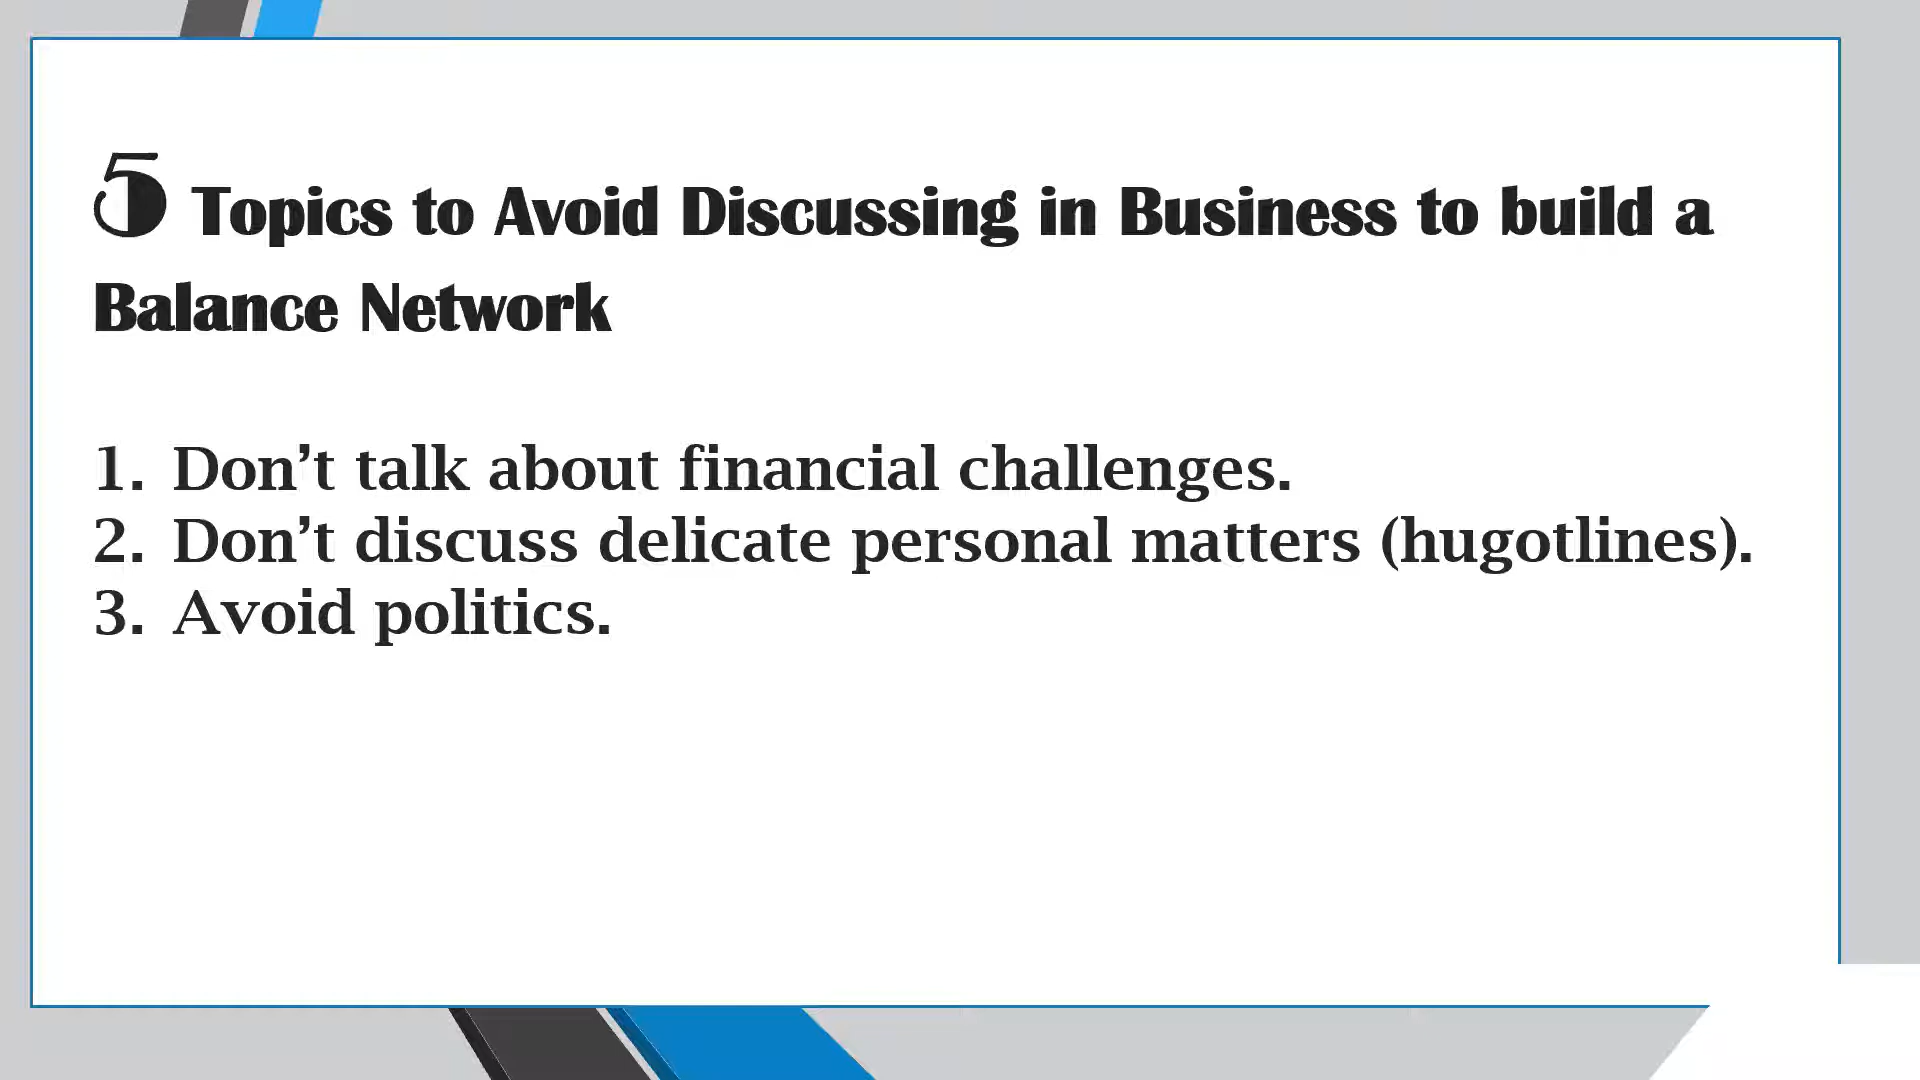 5 Topics to Avoid Discussing in Business to build a
Balance Network
1. Don’t talk about financial challenges.
2. Don’t discuss delicate personal matters (hugotlines).
3. Avoid politics.